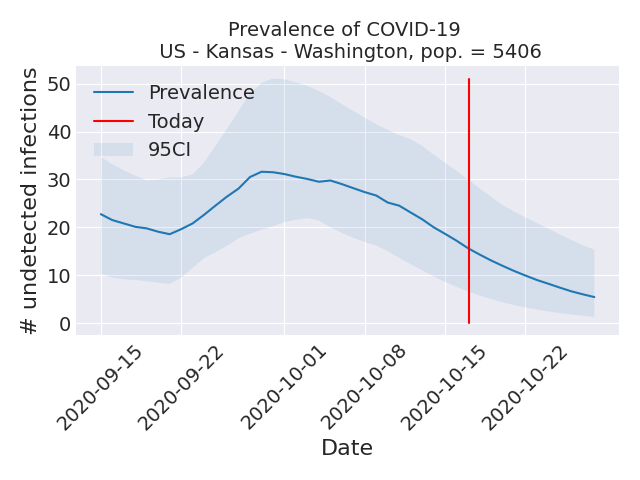 Prevalence of COVID-19
US - Kansas - Washington, pop. = 5406
# undetected infections
50
40
30
20
10
0
Prevalence
Today
95CI
2020-09-15
2020-09-22
2020-10-01
2020-10-08
2020-10-15
2020-10-22
Date